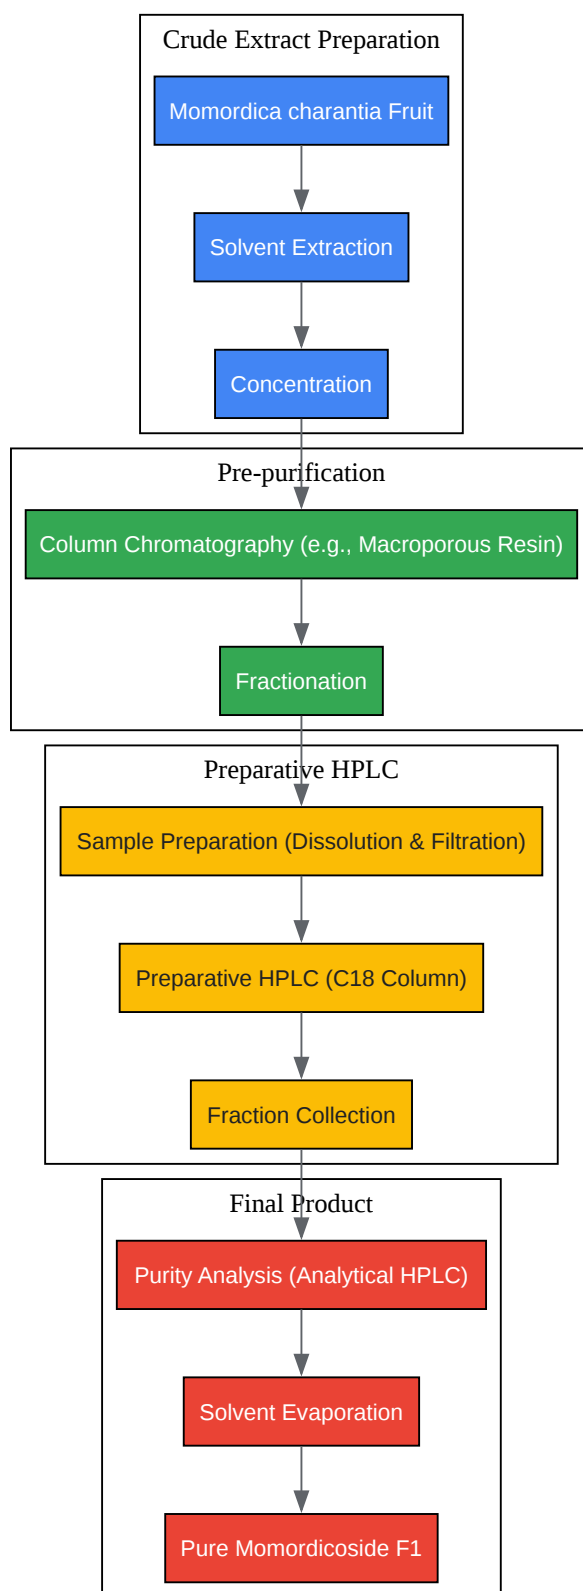 Crude Extract Preparation
Momordica charantia Fruit
Solvent Extraction
Concentration
Pre-purification
Column Chromatography (e.g., Macroporous Resin)
Fractionation
Preparative HPLC
Sample Preparation (Dissolution & Filtration)
Preparative HPLC (C18 Column)
Fraction Collection
Final Product
Purity Analysis (Analytical HPLC)
Solvent Evaporation
Pure Momordicoside F1